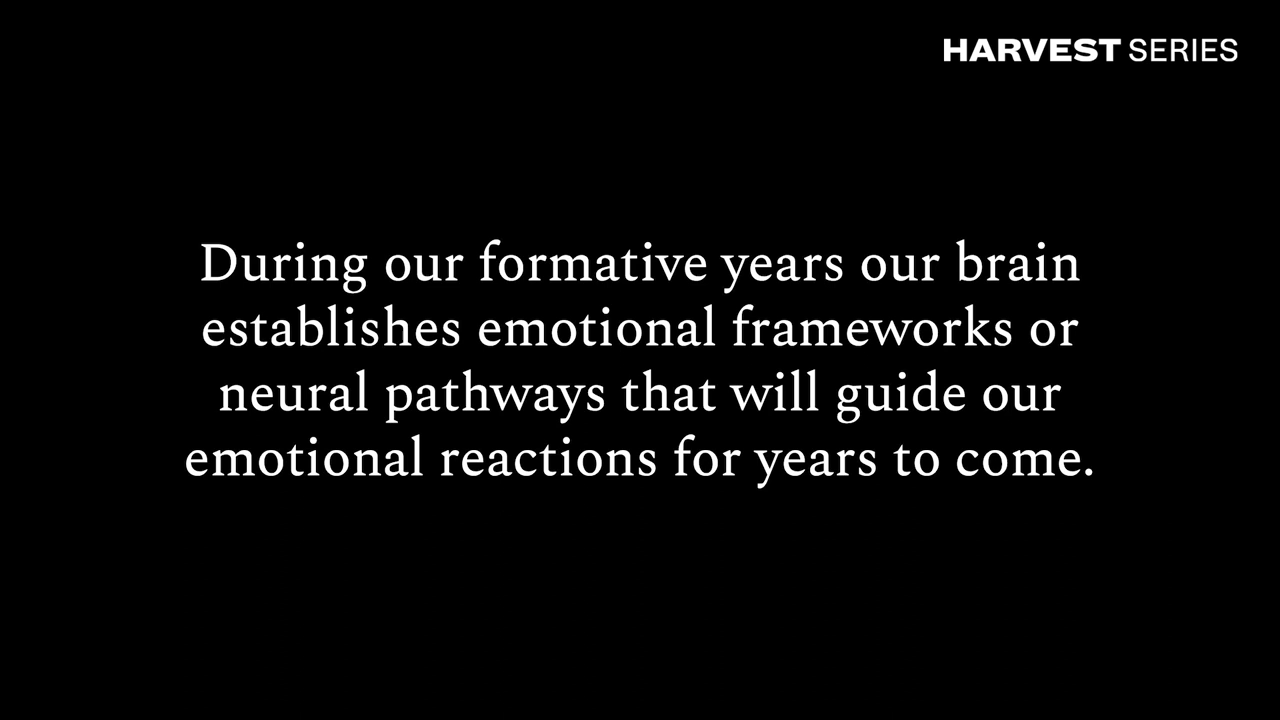 HARVEST SERIES
During our formative years our brain
establishes emotional frameworks or
neural pathways that will guide our
emotional reactions for years to come.